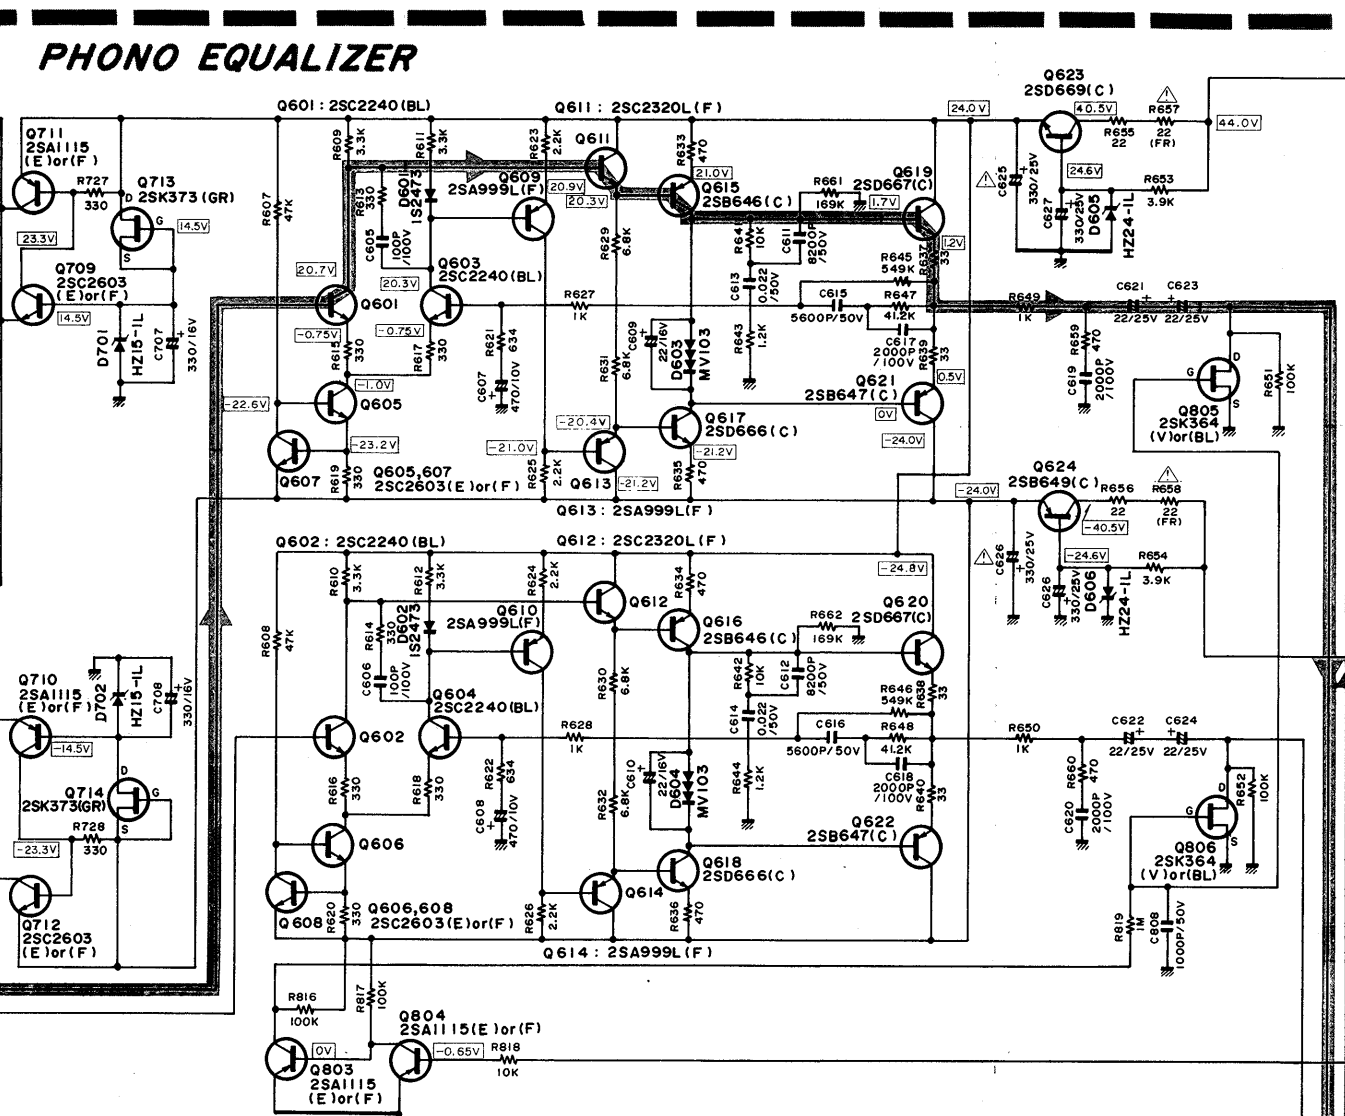 PHONO EQUALIZER
Q601: 2SC2240(BL)
Q611: 2SC2320L(F)
Q623
2SD669(C)
24.0V
40.5V
R655
22
R657
22
(FR)
44.0V
Q711
2SA1115
(E)or(F)
R727
330
Q713
2SK373(GR)
D
G
S
14.5V
23.3V
Q709
2SC2603
(E)or(F)
14.5V
D701
HZ15-1L
C707
330/16V
R607
47K
R609
3.3K
R611
3.3K
R613
330
D601
1S2473
C605
100P
/100V
Q609
2SA999L(F)
R623
2.2K
20.9V
Q611
20.3V
R633
470
21.0V
Q615
2SB646(C)
R661
169K
Q619
2SD667(C)
1.7V
1.2V
R637
33
C625
330/25V
C627
330/25V
24.6V
D605
HZ24-1L
R653
3.9K
20.7V
Q601
Q603
2SC2240(BL)
20.3V
-0.75V
-0.75V
R615
330
R617
330
R621
634
C607
470/10V
R627
1K
R629
6.8K
R631
6.8K
C609
22/16V
D603
MV103
R641
10K
C611
8200P
/50V
C613
0.022
/50V
R643
1.2K
R645
549K
C615
5600P/50V
R647
41.2K
C617
2000P
/100V
R639
33
R649
1K
R659
470
C619
2000P
/100V
C621
22/25V
C623
22/25V
R651
100K
D
G
S
Q805
2SK364
(V)or(BL)
-1.0V
Q605
-22.6V
-23.2V
Q607
R619
330
Q605,607
2SC2603(E)or(F)
-21.0V
R625
2.2K
-20.4V
Q613
-21.2V
Q617
2SD666(C)
-21.2V
R635
470
Q621
2SB647(C)
0.5V
0V
-24.0V
Q613: 2SA999L(F)
-24.0V
Q624
2SB649(C)
R656
22
R658
22
(FR)
-40.5V
-24.6V
C626
330/25V
C626
330/25V
D606
HZ24-1L
R654
3.9K
Q602: 2SC2240(BL)
Q612: 2SC2320L(F)
-24.8V
R608
47K
R610
3.3K
R612
3.3K
R614
330
D602
1S2473
C606
100P
/100V
Q610
2SA999L(F)
R624
2.2K
Q612
R634
470
Q616
2SB646(C)
R662
169K
Q620
2SD667(C)
R638
33
Q710
2SA1115
(E)or(F)
-14.5V
D702
HZ15-1L
C708
330/16V
D
G
S
Q714
2SK373(GR)
R728
330
-23.3V
Q712
2SC2603
(E)or(F)
Q602
Q604
2SC2240(BL)
R616
330
R618
330
R622
634
C608
470/10V
R628
1K
R630
6.8K
R632
6.8K
C610
22/16V
D604
MV103
R642
10K
C612
8200P
/50V
C614
0.022
/50V
R644
1.2K
R646
549K
C616
5600P/50V
R648
41.2K
C618
2000P
/100V
R640
33
R650
1K
R660
470
C620
2000P
/100V
C622
22/25V
C624
22/25V
R652
100K
D
G
S
Q806
2SK364
(V)or(BL)
Q606
Q608
R620
330
Q606,608
2SC2603(E)or(F)
R626
2.2K
Q614
Q618
2SD666(C)
R636
470
Q622
2SB647(C)
Q614: 2SA999L(F)
R819
1M
C808
1000P/50V
R816
100K
R817
100K
Q804
2SA1115(E)or(F)
0V
-0.65V
R818
10K
Q803
2SA1115
(E)or(F)